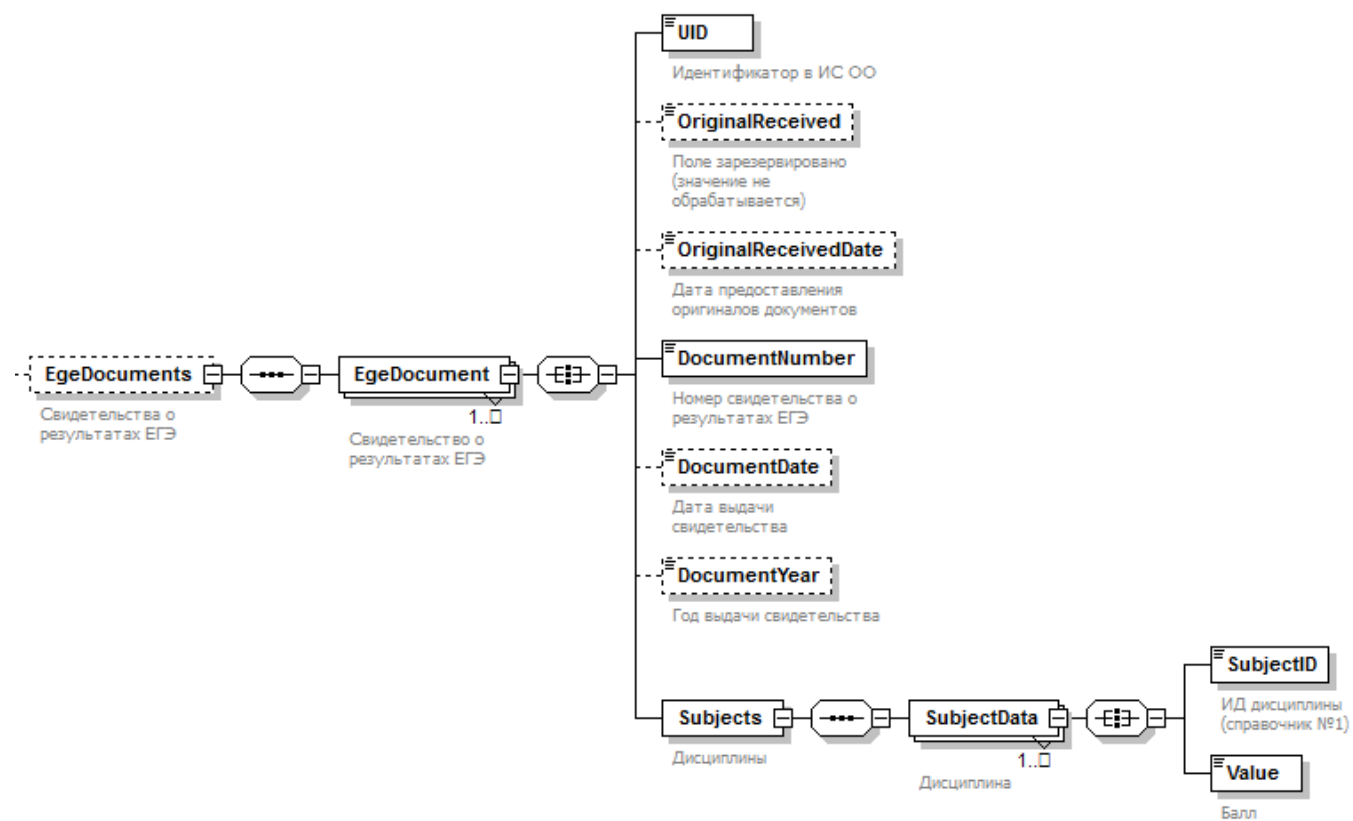 UID
Идентификатор в ИС ОО
OriginalReceived
Поле зарезервировано
(значение не
обрабатывается)
OriginalReceivedDate
Дата предоставления
оригиналов документов
EgeDocuments
Свидетельства о
результатах ЕГЭ
EgeDocument
1..□
Свидетельство о
результатах ЕГЭ
DocumentNumber
Номер свидетельства о
результатах ЕГЭ
DocumentDate
Дата выдачи
свидетельства
DocumentYear
Год выдачи свидетельства
Subjects
Дисциплины
SubjectData
1..□
Дисциплина
SubjectID
ИД дисциплины
(справочник №1)
Value
Балл